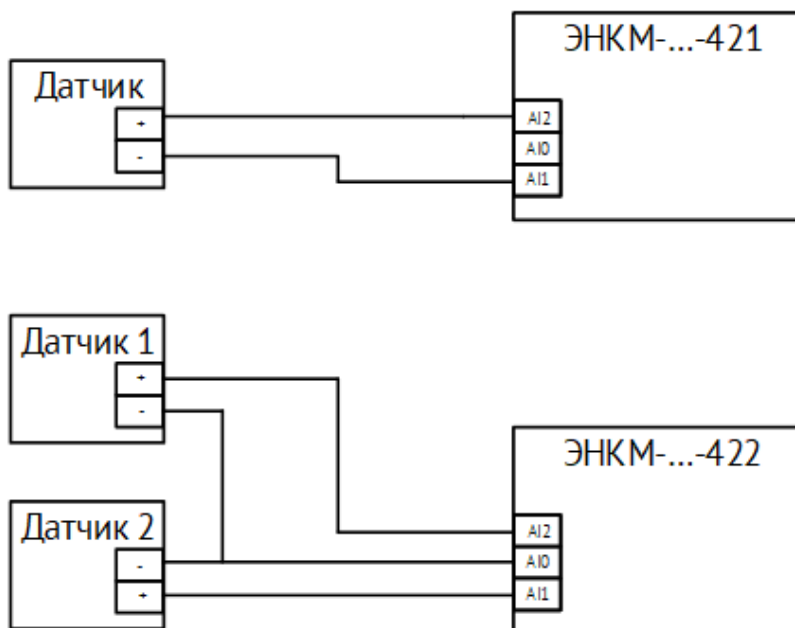 Датчик
+
-
ЭНКМ-...-421
AI2
AI0
AI1
Датчик 1
+
-
Датчик 2
-
+
ЭНКМ-...-422
AI2
AI0
AI1